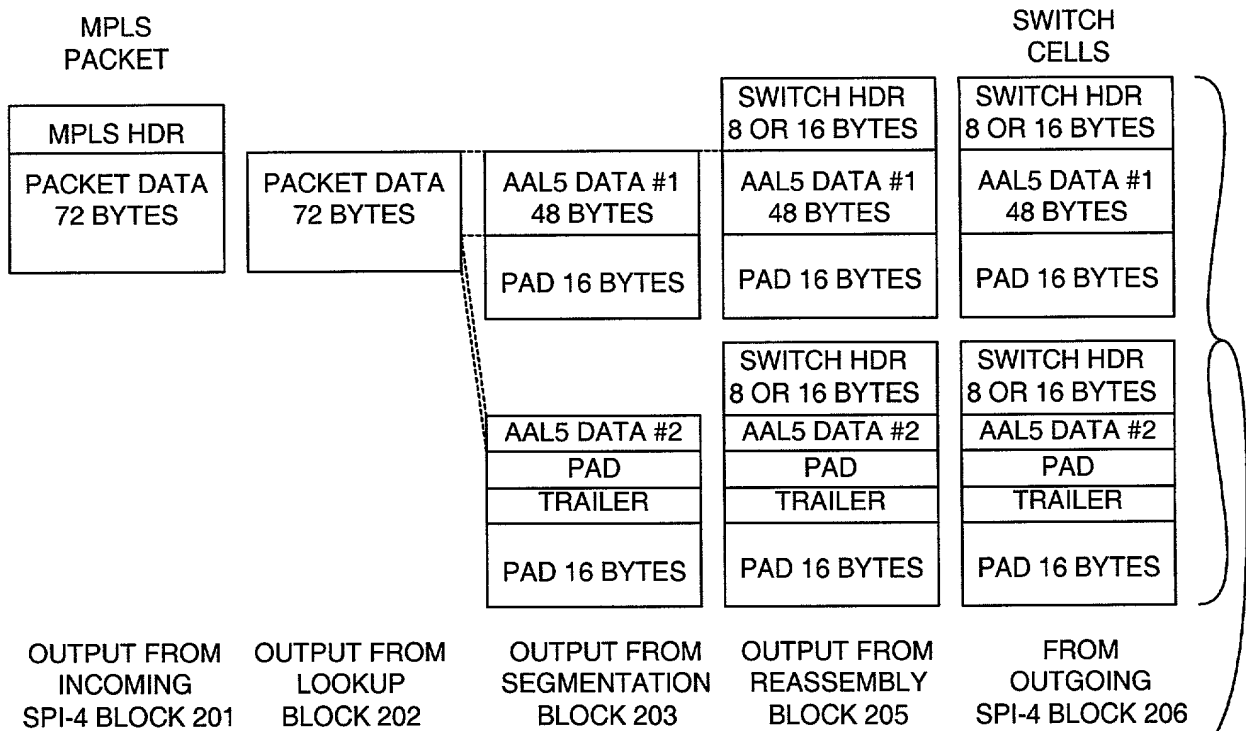 MPLS
PACKET
MPLS HDR
PACKET DATA
72 BYTES
OUTPUT FROM
INCOMING
SPI-4 BLOCK 201
PACKET DATA
72 BYTES
OUTPUT FROM
LOOKUP
BLOCK 202
AAL5 DATA #1
48 BYTES
PAD 16 BYTES
AAL5 DATA #2
PAD
TRAILER
PAD 16 BYTES
OUTPUT FROM
SEGMENTATION
BLOCK 203
SWITCH HDR
8 OR 16 BYTES
AAL5 DATA #1
48 BYTES
PAD 16 BYTES
SWITCH HDR
8 OR 16 BYTES
AAL5 DATA #2
PAD
TRAILER
PAD 16 BYTES
OUTPUT FROM
REASSEMBLY
BLOCK 205
SWITCH
CELLS
SWITCH HDR
8 OR 16 BYTES
AAL5 DATA #1
48 BYTES
PAD 16 BYTES
SWITCH HDR
8 OR 16 BYTES
AAL5 DATA #2
PAD
TRAILER
PAD 16 BYTES
FROM
OUTGOING
SPI-4 BLOCK 206